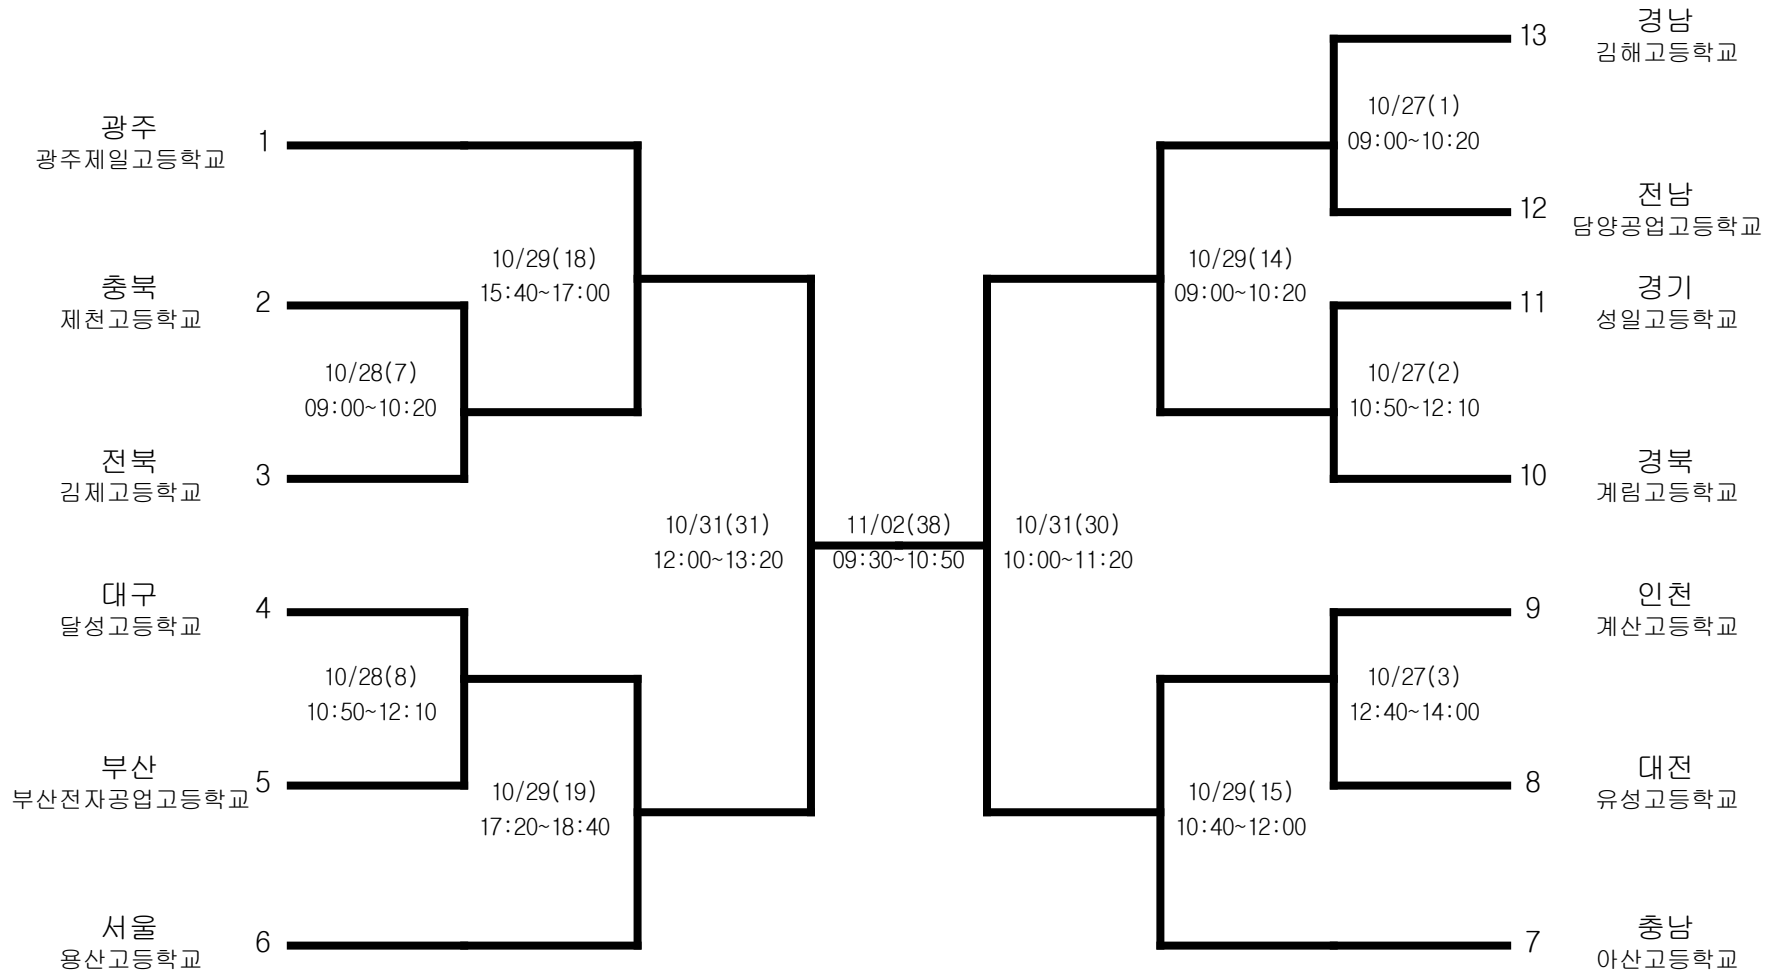 광주
광주제일고등학교
1
충북
제천고등학교
2
전북
김제고등학교
3
대구
달성고등학교
4
부산
부산전자공업고등학교
5
서울
용산고등학교
6
10/28(7)
09:00~10:20
10/28(8)
10:50~12:10
10/29(18)
15:40~17:00
10/29(19)
17:20~18:40
10/31(31)
12:00~13:20
11/02(38)
09:30~10:50
10/31(30)
10:00~11:20
10/29(14)
09:00~10:20
10/29(15)
10:40~12:00
10/27(1)
09:00~10:20
10/27(2)
10:50~12:10
10/27(3)
12:40~14:00
13
경남
김해고등학교
12
전남
담양공업고등학교
11
경기
성일고등학교
10
경북
계림고등학교
9
인천
계산고등학교
8
대전
유성고등학교
7
충남
아산고등학교